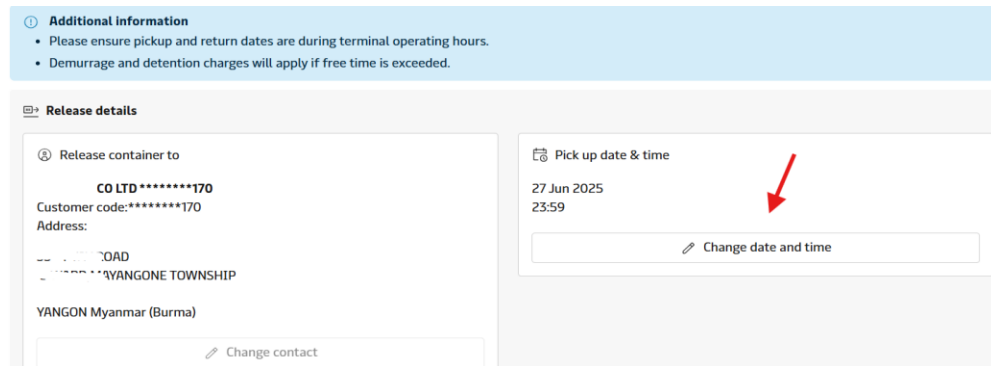 Additional information
• Please ensure pickup and return dates are during terminal operating hours.
• Demurrage and detention charges will apply if free time is exceeded.
Release details
Release container to
CO LTD ********170
Customer code:********170
Address:
ROAD
MAYANGONE TOWNSHIP
YANGON Myanmar (Burma)
Change contact
Pick up date & time
27 Jun 2025
23:59
Change date and time